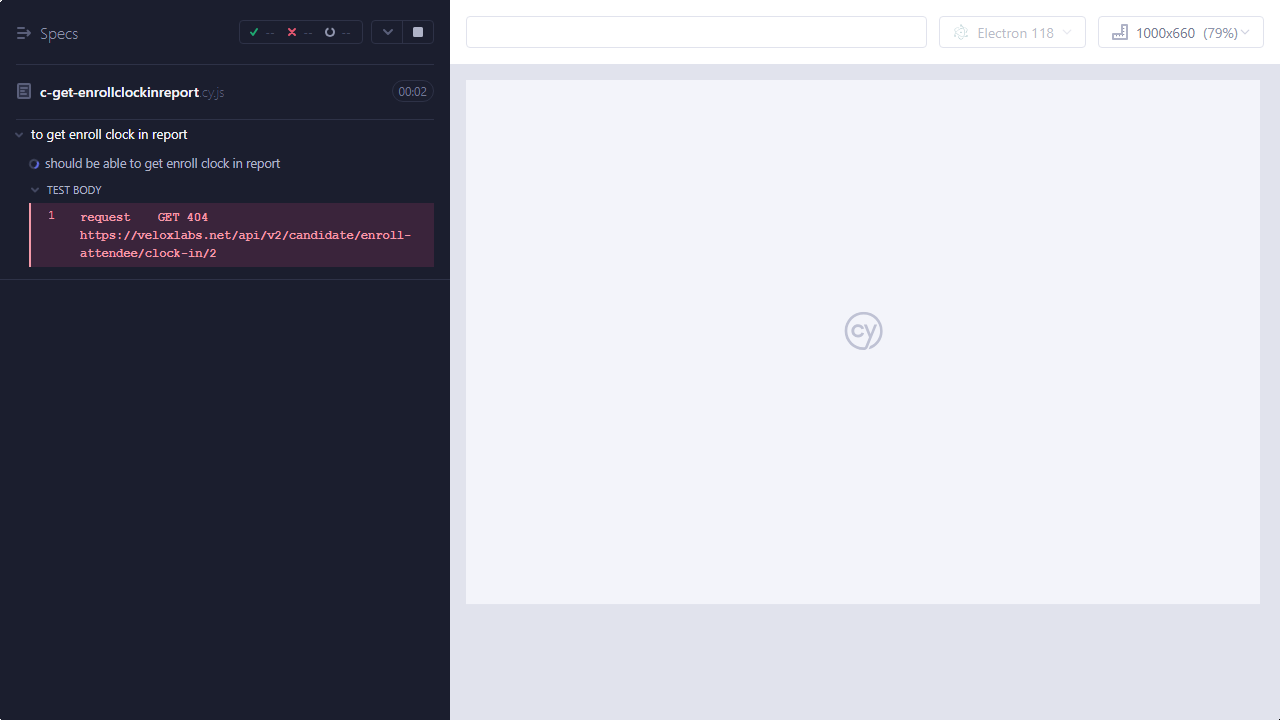 Specs
-- -- --
c-get-enrollclockinreport.cy.js 00:02
to get enroll clock in report
should be able to get enroll clock in report
TEST BODY
1 request GET 404
https://veloxlabs.net/api/v2/candidate/enroll-
attendee/clock-in/2
Electron 118
1000x660 (79%)
cy